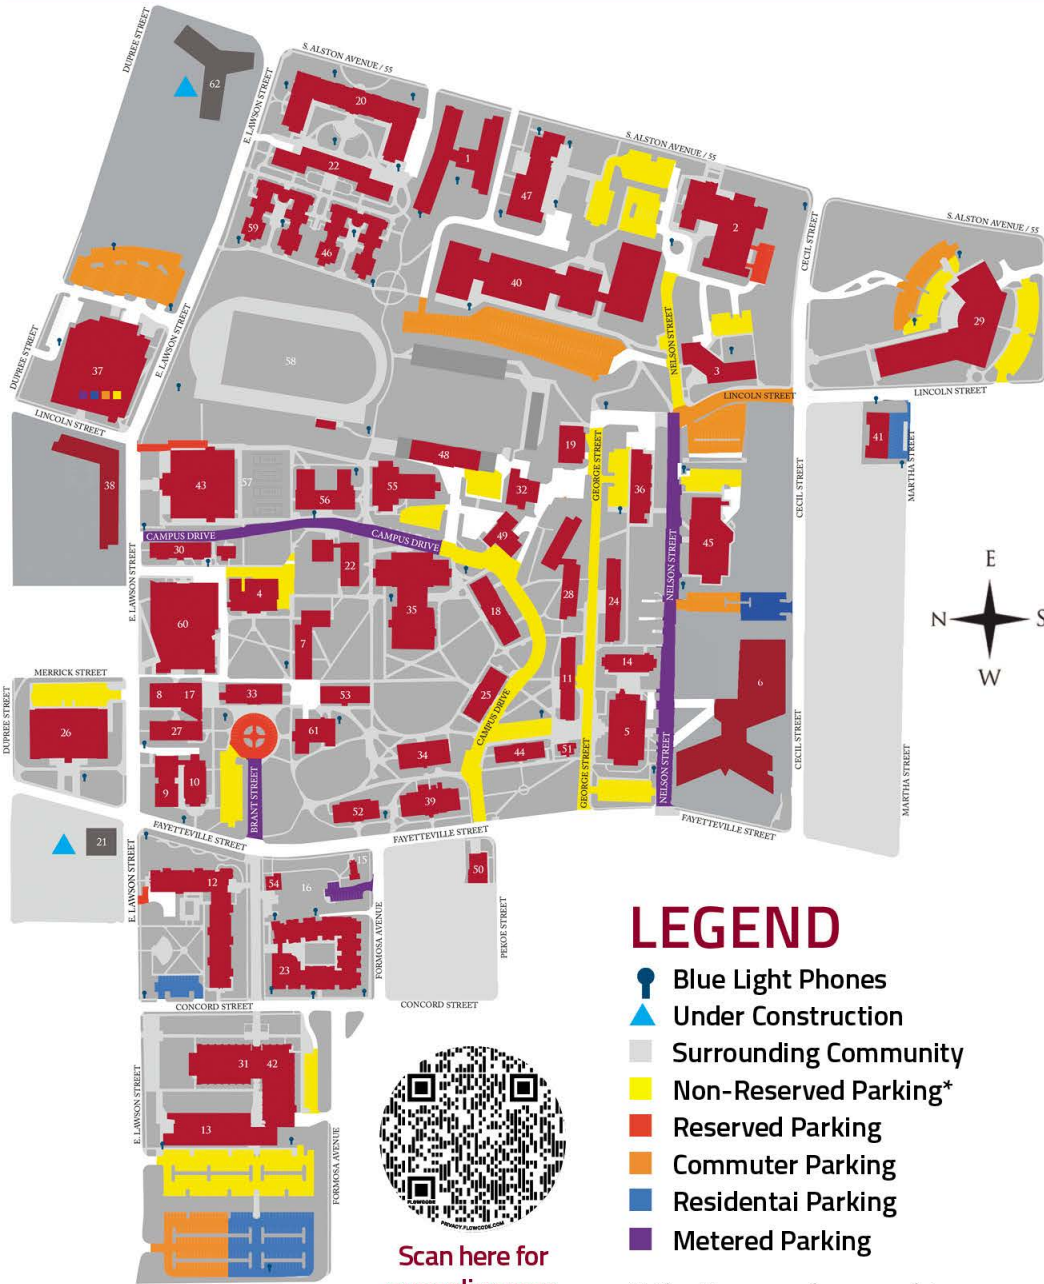 DUPREE STREET
S. ALSTON AVENUE / 55
62
E. LAWSON STREET
20
1
22
47
S. ALSTON AVENUE / 55
59
46
2
CECIL STREET
S. ALSTON AVENUE / 55
40
29
DUPREE STREET
37
E. LAWSON STREET
58
NELSON STREET
3
LINCOLN STREET
LINCOLN STREET
LINCOLN STREET
38
43
57
56
55
48
32
19
GEORGE STREET
36
41
MARTHA STREET
CECIL STREET
CAMPUS DRIVE
CAMPUS DRIVE
49
45
NELSON STREET
30
22
E. LAWSON STREET
4
35
18
28
24
60
7
14
11
E
N
S
W
MERRICK STREET
DUPREE STREET
26
8
17
33
53
25
CAMPUS DRIVE
6
5
27
61
34
44
51
GEORGE STREET
NELSON STREET
CECIL STREET
MARTHA STREET
9
10
BRANT STREET
52
39
FAYETTEVILLE STREET
FAYETTEVILLE STREET
FAYETTEVILLE STREET
21
E. LAWSON STREET
12
54
16
15
50
23
FORMOSA AVENUE
PEKOE STREET
CONCORD STREET
CONCORD STREET
E. LAWSON STREET
31
42
13
FORMOSA AVENUE
FLOWCODE
PRIVACY.FLOWCODE.COM
Scan here for
LEGEND
Blue Light Phones
Under Construction
Surrounding Community
Non-Reserved Parking*
Reserved Parking
Commuter Parking
Residentai Parking
Metered Parking